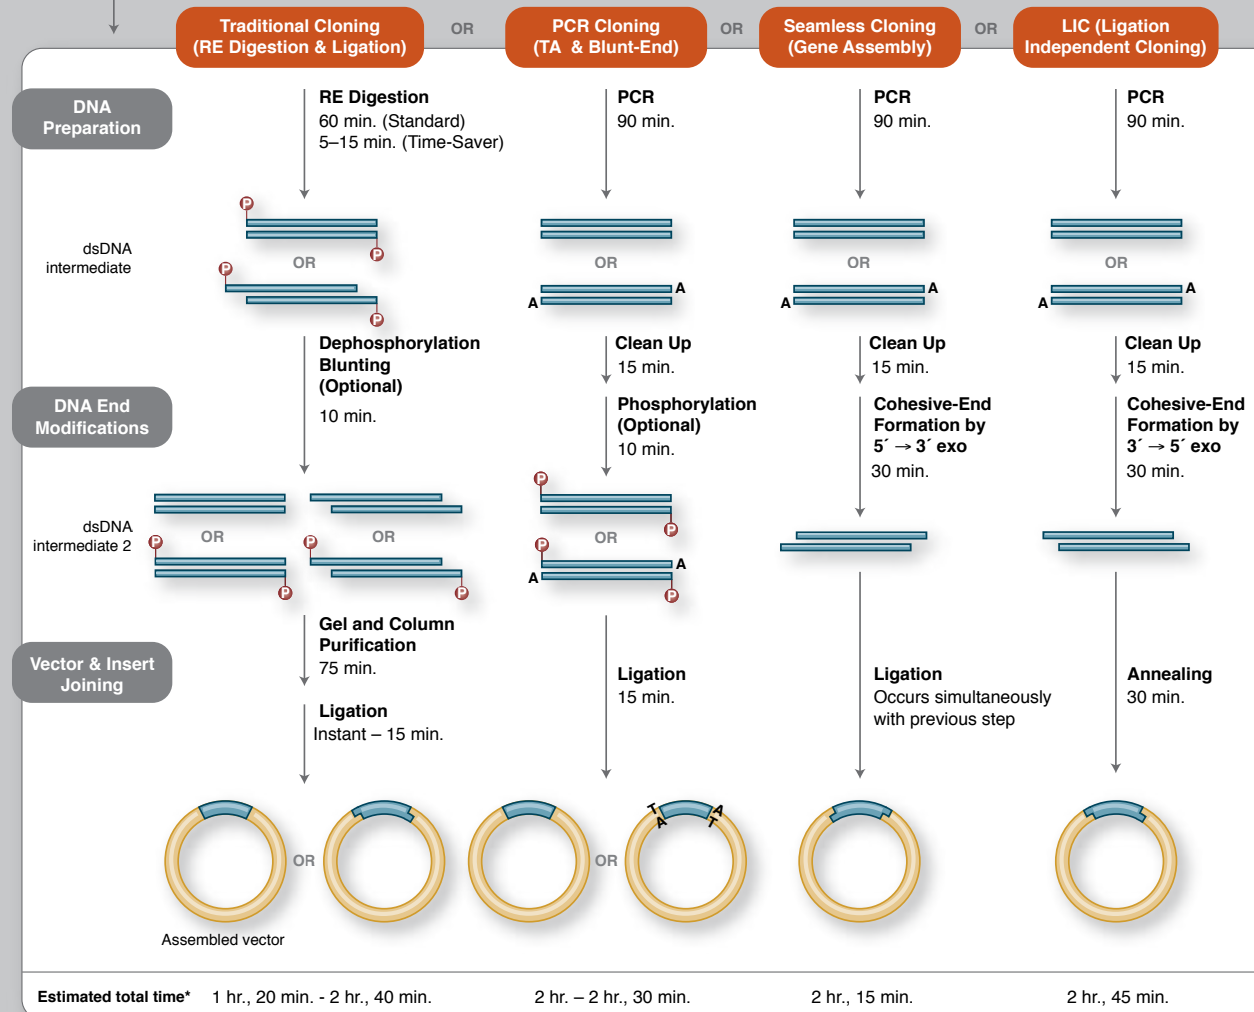 Traditional Cloning
(RE Digestion & Ligation)
OR
PCR Cloning
(TA & Blunt-End)
OR
Seamless Cloning
(Gene Assembly)
OR
LIC (Ligation
Independent Cloning)
DNA
Preparation
RE Digestion
60 min. (Standard)
5–15 min. (Time-Saver)
PCR
90 min.
PCR
90 min.
PCR
90 min.
dsDNA
intermediate
P
P
OR
P
P
OR
A
A
OR
A
A
OR
A
A
Dephosphorylation
Blunting
(Optional)
10 min.
Clean Up
15 min.
Clean Up
15 min.
Clean Up
15 min.
DNA End
Modifications
Phosphorylation
(Optional)
10 min.
Cohesive-End
Formation by
5´ → 3´ exo
30 min.
Cohesive-End
Formation by
3´ → 5´ exo
30 min.
dsDNA
intermediate 2
OR
P
P
OR
P
P
P
P
OR
P
A
A
P
Gel and Column
Purification
75 min.
Vector & Insert
Joining
Ligation
Instant – 15 min.
Ligation
15 min.
Ligation
Occurs simultaneously
with previous step
Annealing
30 min.
OR
OR
T
A
A
T
Assembled vector
Estimated total time* 1 hr., 20 min. - 2 hr., 40 min. 2 hr. – 2 hr., 30 min. 2 hr., 15 min. 2 hr., 45 min.